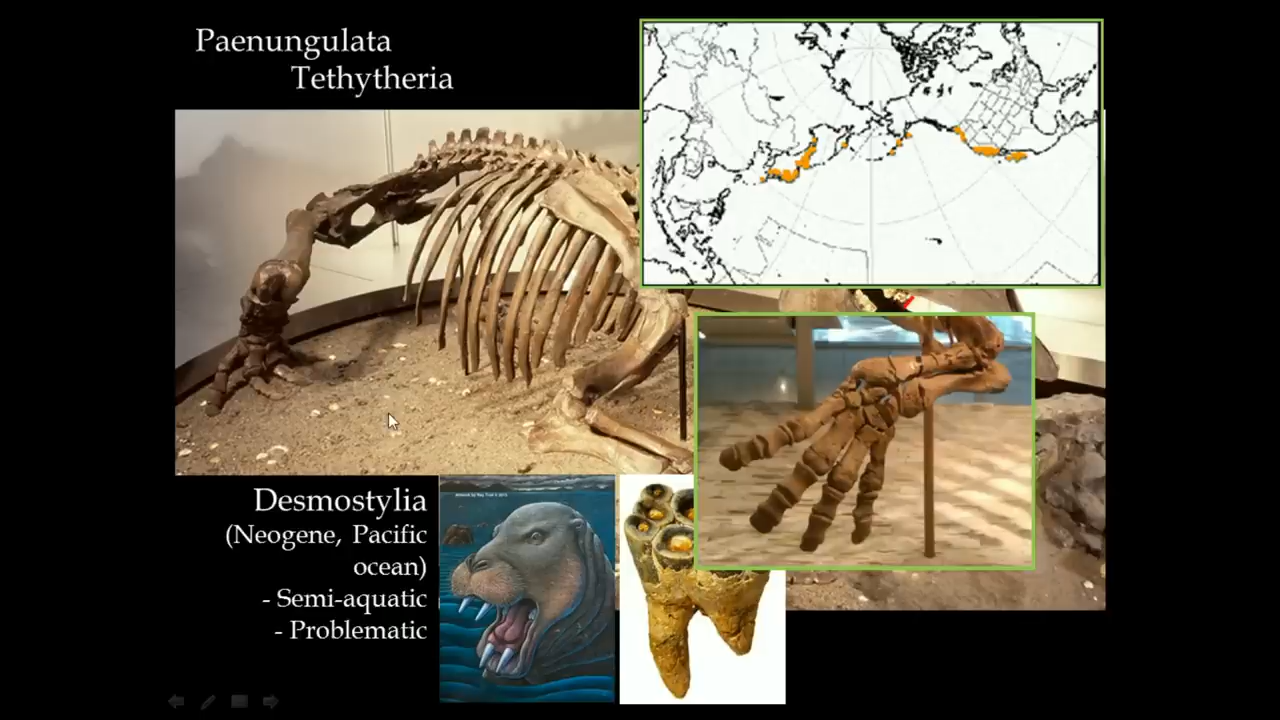 Paenungulata
Tethytheria
Desmostylia
(Neogene, Pacific
ocean)
- Semi-aquatic
- Problematic